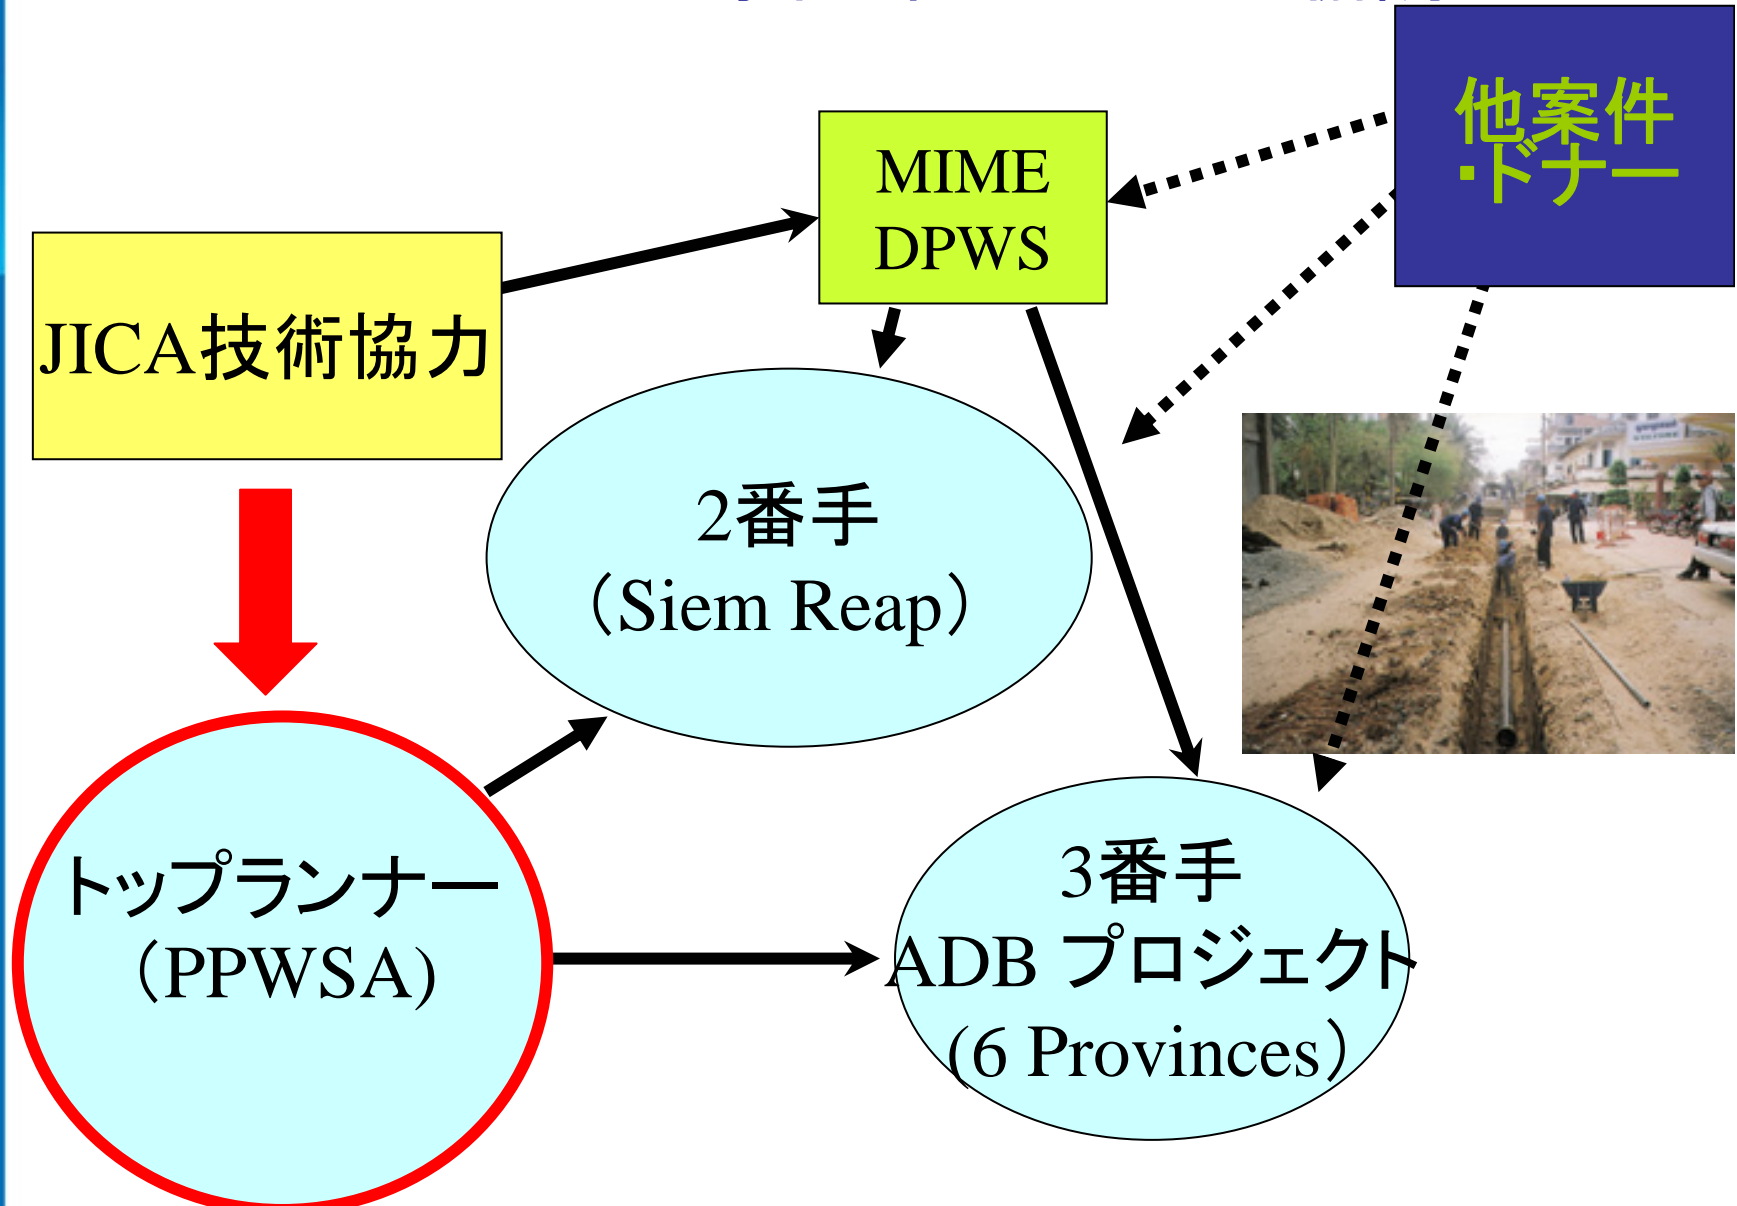 他案件
・ドナー
MIME
DPWS
JICA技術協力
2番手
（Siem Reap）
トップランナー
（PPWSA)
3番手
ADB プロジェクト
(6 Provinces）